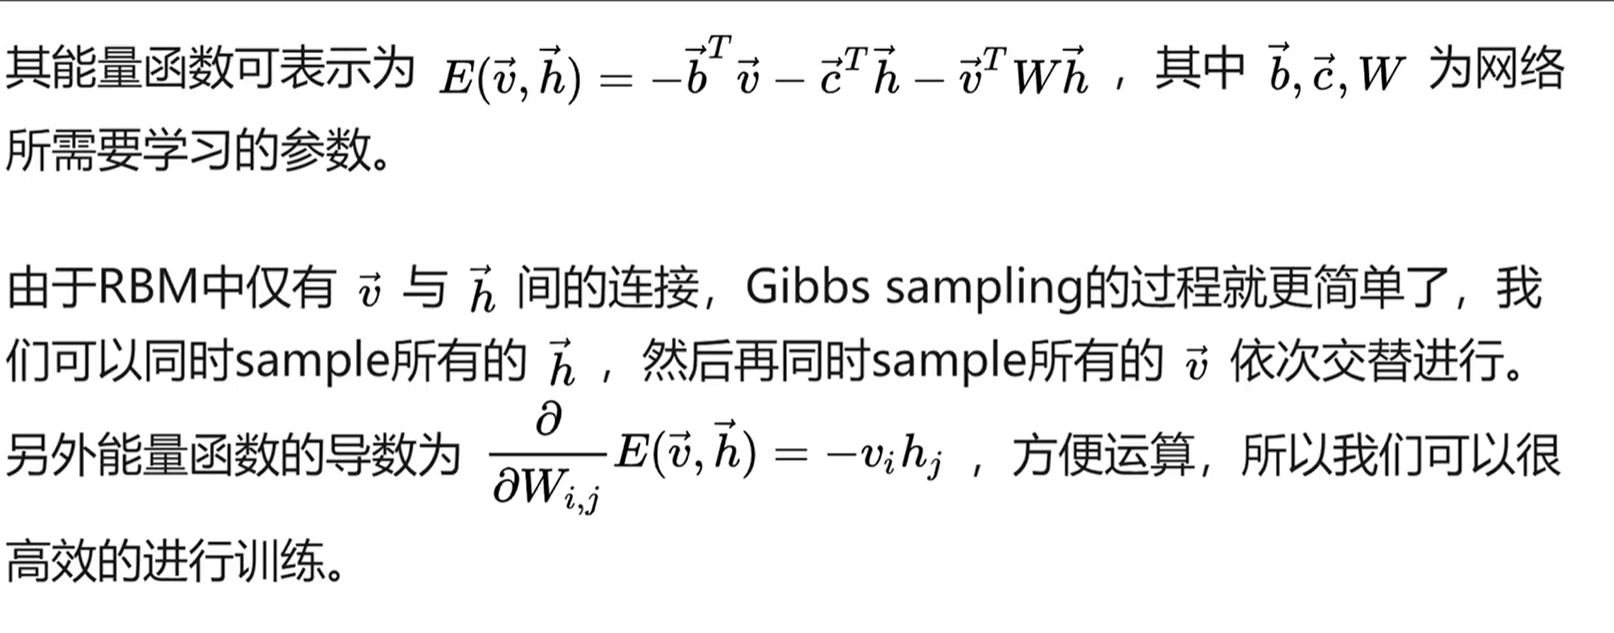 其能量函数可表示为 $E(\vec{v},\vec{h}) = -\vec{b}^T\vec{v} - \vec{c}^T\vec{h} - \vec{v}^T W\vec{h}$ ，其中 $\vec{b},\vec{c},W$ 为网络
所需要学习的参数。
由于RBM中仅有 $\vec{v}$ 与 $\vec{h}$ 间的连接，Gibbs sampling的过程就更简单了，我
们可以同时sample所有的 $\vec{h}$ ，然后再同时sample所有的 $\vec{v}$ 依次交替进行。
另外能量函数的导数为 $\frac{\partial}{\partial W_{i,j}} E(\vec{v},\vec{h}) = -v_i h_j$ ，方便运算，所以我们可以很
高效的进行训练。